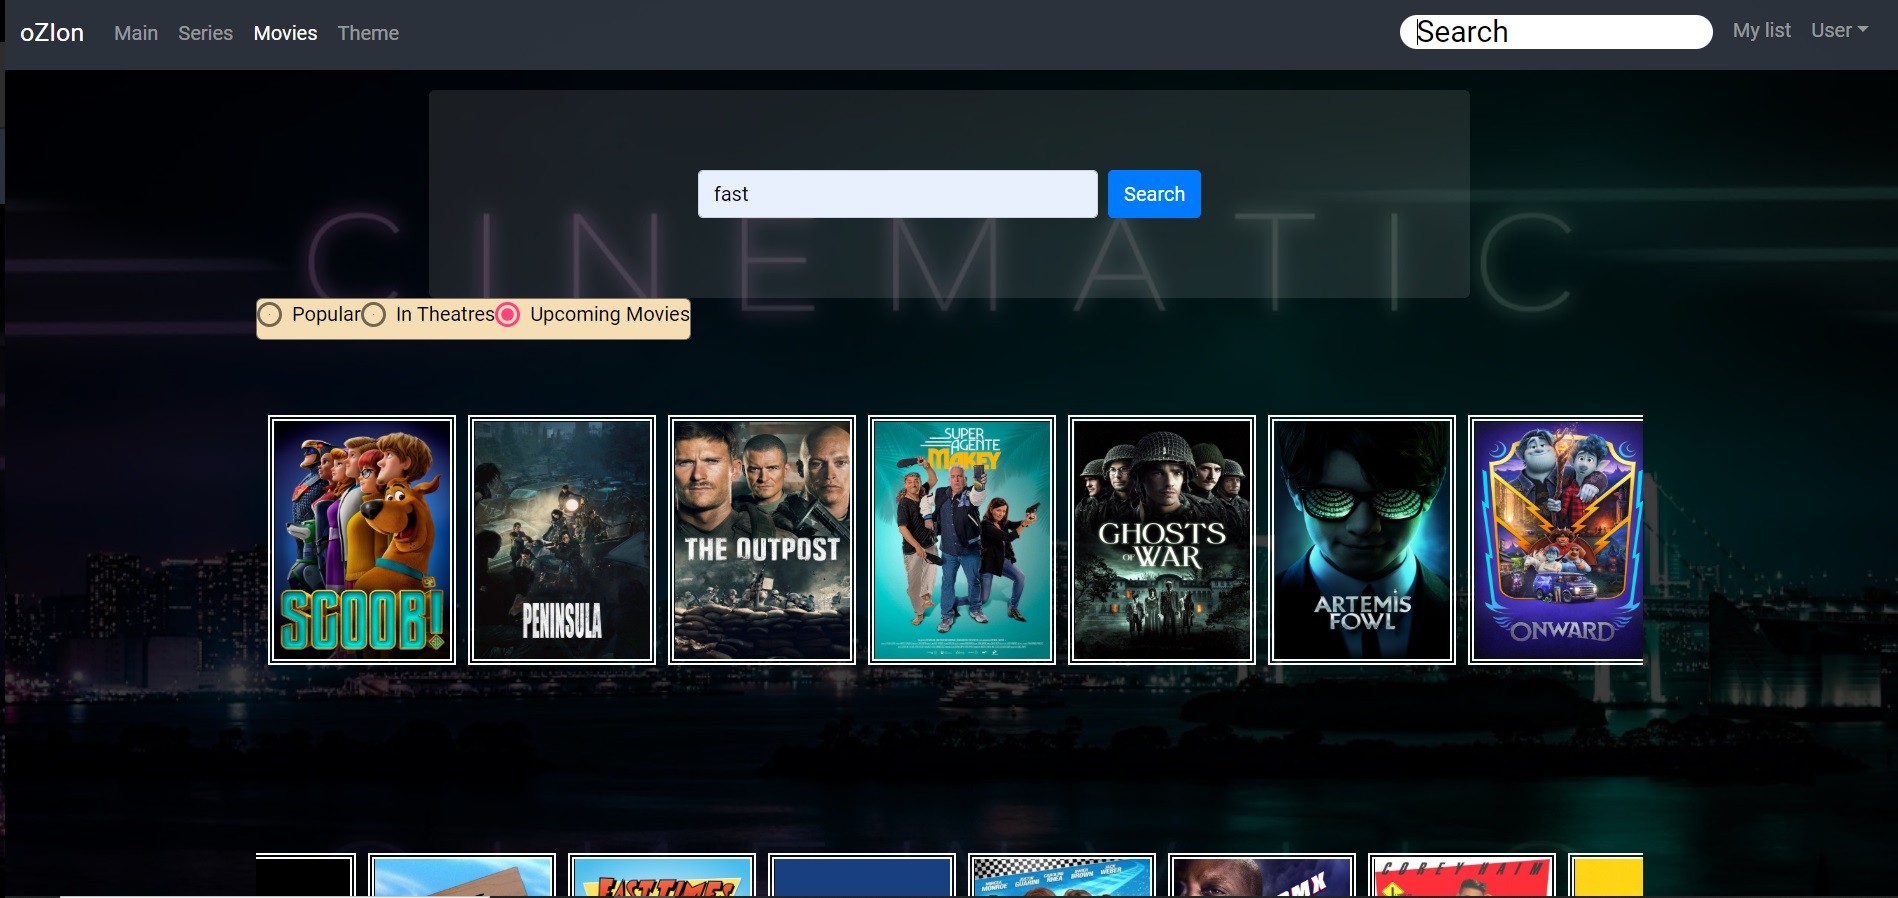 oZIon Main Series Movies Theme Search My list User
fast Search
CINEMATIC
Popular In Theatres Upcoming Movies
SCOOB!
PENINSULA
THE OUTPOST
SUPER
AGENTE
MAKEY
GHOSTS
OF WAR
ARTEMIS
FOWL
ONWARD
FAST TIMES
DMX
COREY HAIM